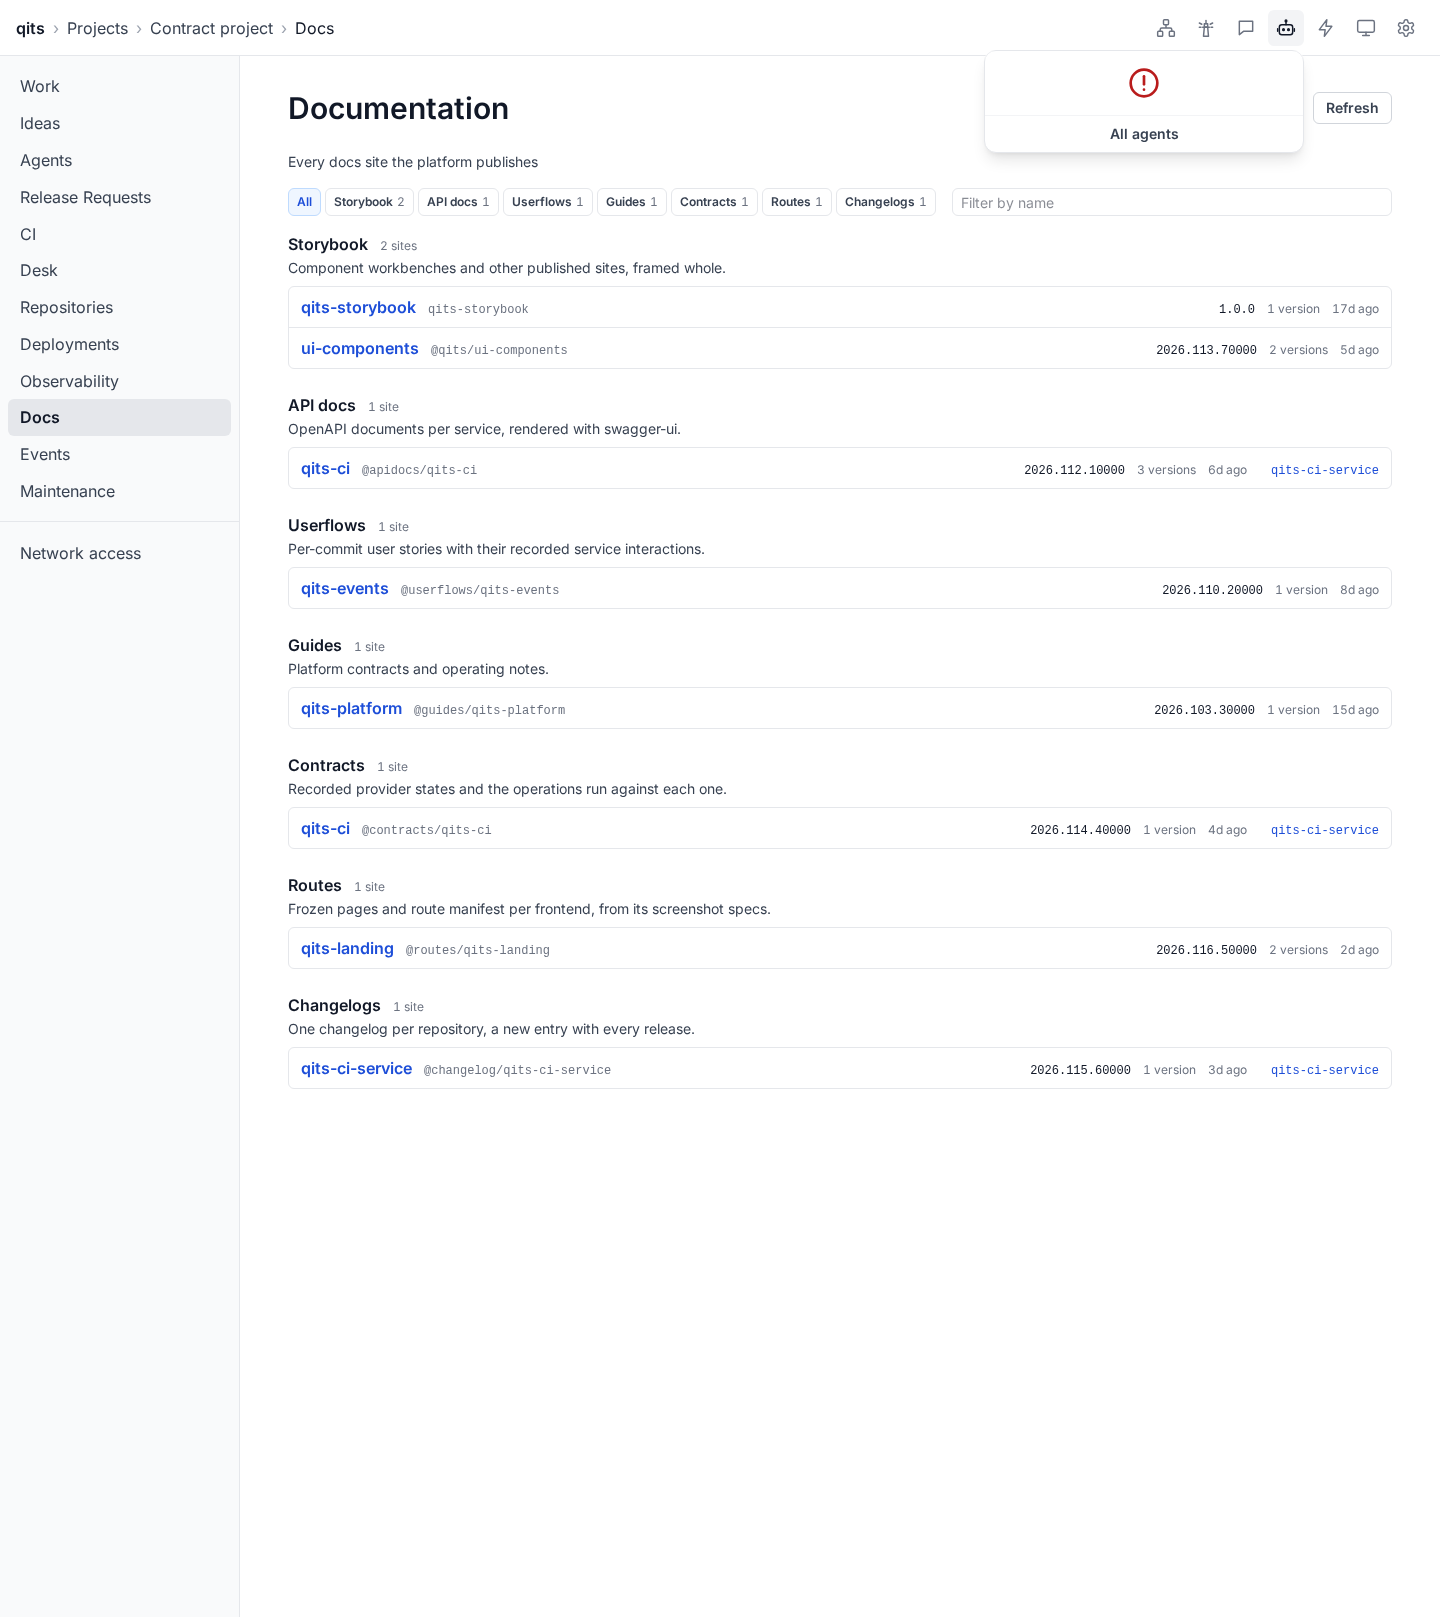 qits › Projects › Contract project › Docs
All agents
Work
Ideas
Agents
Release Requests
CI
Desk
Repositories
Deployments
Observability
Docs
Events
Maintenance
Network access
Documentation
Refresh
Every docs site the platform publishes
All Storybook 2 API docs 1 Userflows 1 Guides 1 Contracts 1 Routes 1 Changelogs 1 Filter by name
Storybook 2 sites
Component workbenches and other published sites, framed whole.
qits-storybook qits-storybook 1.0.0 1 version 17d ago
ui-components @qits/ui-components 2026.113.70000 2 versions 5d ago
API docs 1 site
OpenAPI documents per service, rendered with swagger-ui.
qits-ci @apidocs/qits-ci 2026.112.10000 3 versions 6d ago qits-ci-service
Userflows 1 site
Per-commit user stories with their recorded service interactions.
qits-events @userflows/qits-events 2026.110.20000 1 version 8d ago
Guides 1 site
Platform contracts and operating notes.
qits-platform @guides/qits-platform 2026.103.30000 1 version 15d ago
Contracts 1 site
Recorded provider states and the operations run against each one.
qits-ci @contracts/qits-ci 2026.114.40000 1 version 4d ago qits-ci-service
Routes 1 site
Frozen pages and route manifest per frontend, from its screenshot specs.
qits-landing @routes/qits-landing 2026.116.50000 2 versions 2d ago
Changelogs 1 site
One changelog per repository, a new entry with every release.
qits-ci-service @changelog/qits-ci-service 2026.115.60000 1 version 3d ago qits-ci-service